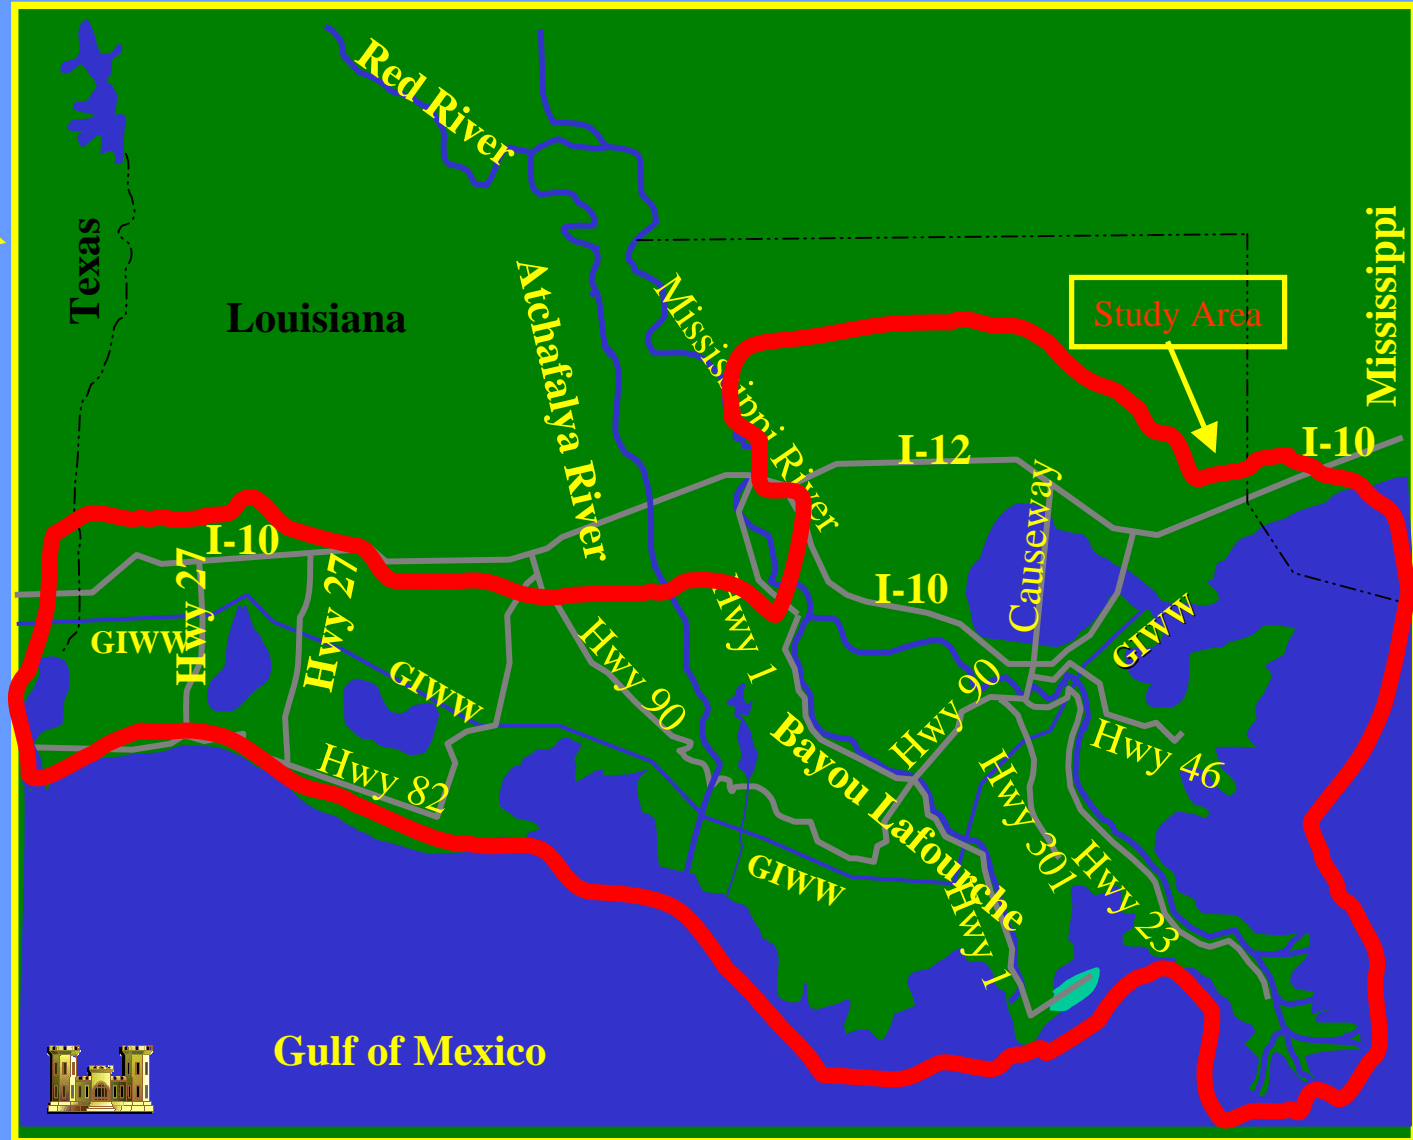 Red River
Texas
Louisiana
Atchafalya River
Mississippi River
Study Area
Mississippi
I-10
I-12
Causeway
I-10
Hwy 27
Hwy 27
I-10
GIWW
GIWW
GIWW
Hwy 1
Hwy 90
Hwy 90
Hwy 82
Bayou Lafourche
Hwy 46
Hwy 301
Hwy 23
GIWW
Hwy 1
Gulf of Mexico